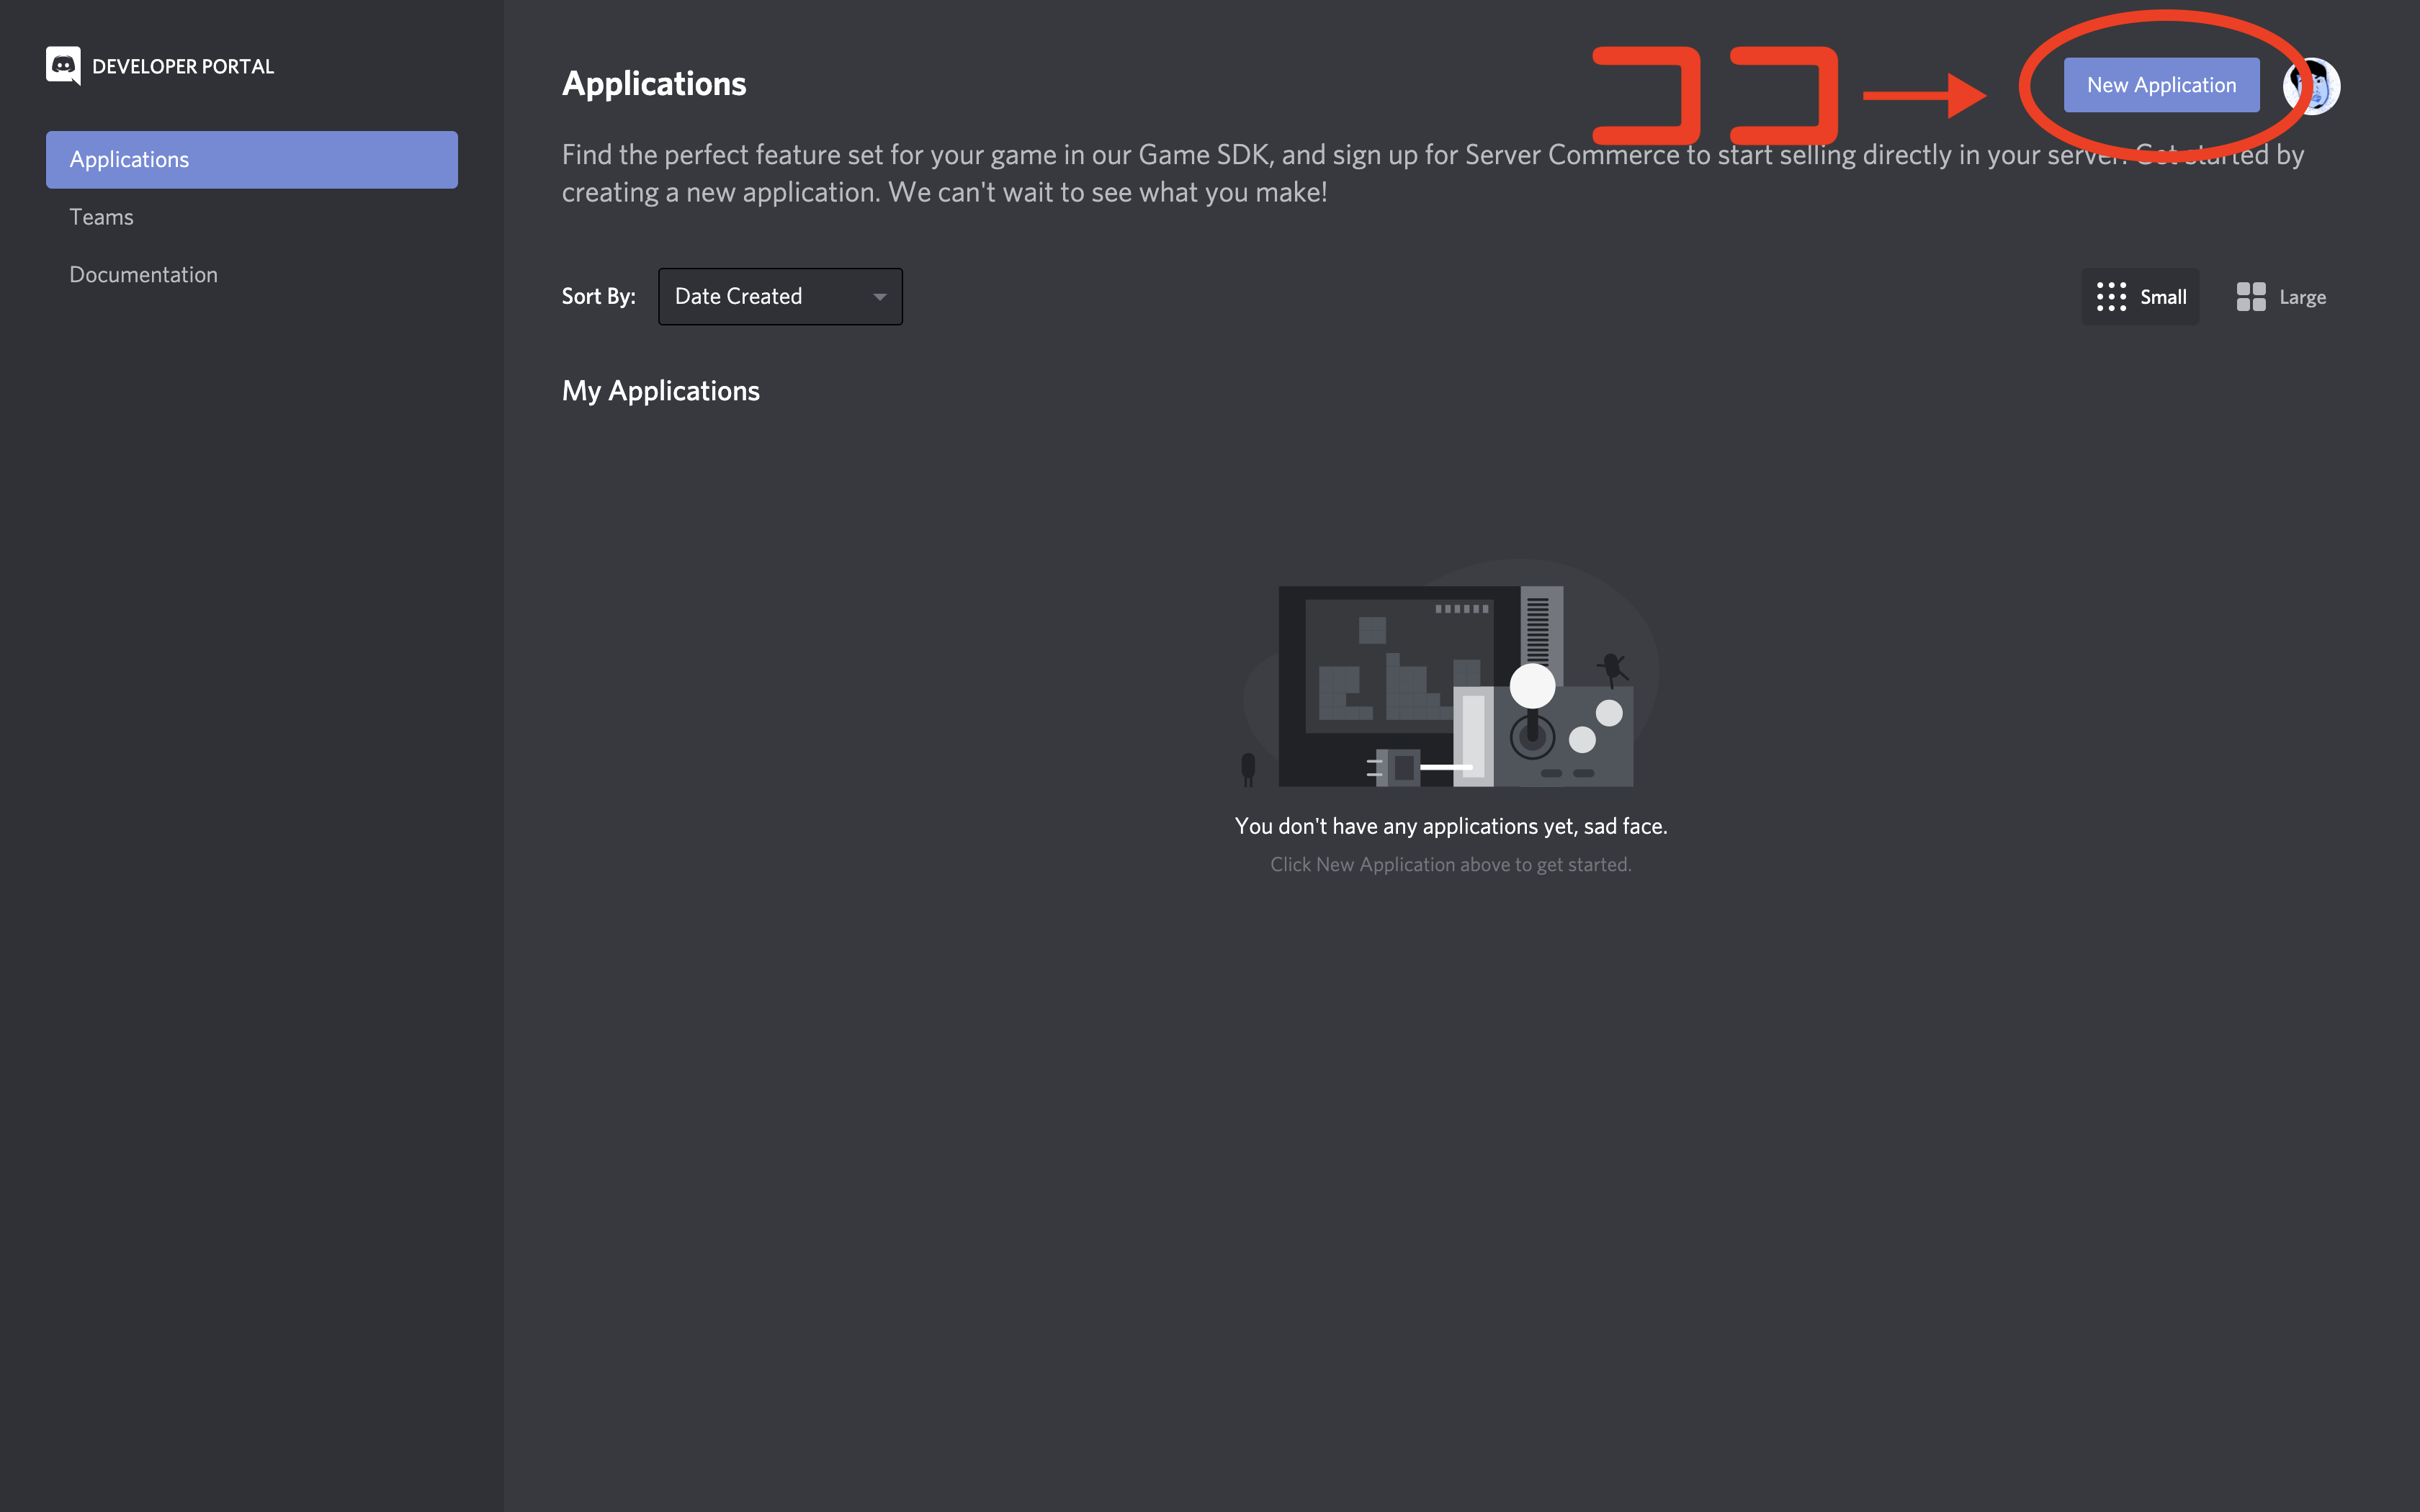 DEVELOPER PORTAL
Applications
Teams
Documentation
Applications
ココ
New Application
Find the perfect feature set for your game in our Game SDK, and sign up for Server Commerce to start selling directly in your server. Get started by
creating a new application. We can't wait to see what you make!
Sort By:
Date Created
Small
Large
My Applications
You don't have any applications yet, sad face.
Click New Application above to get started.